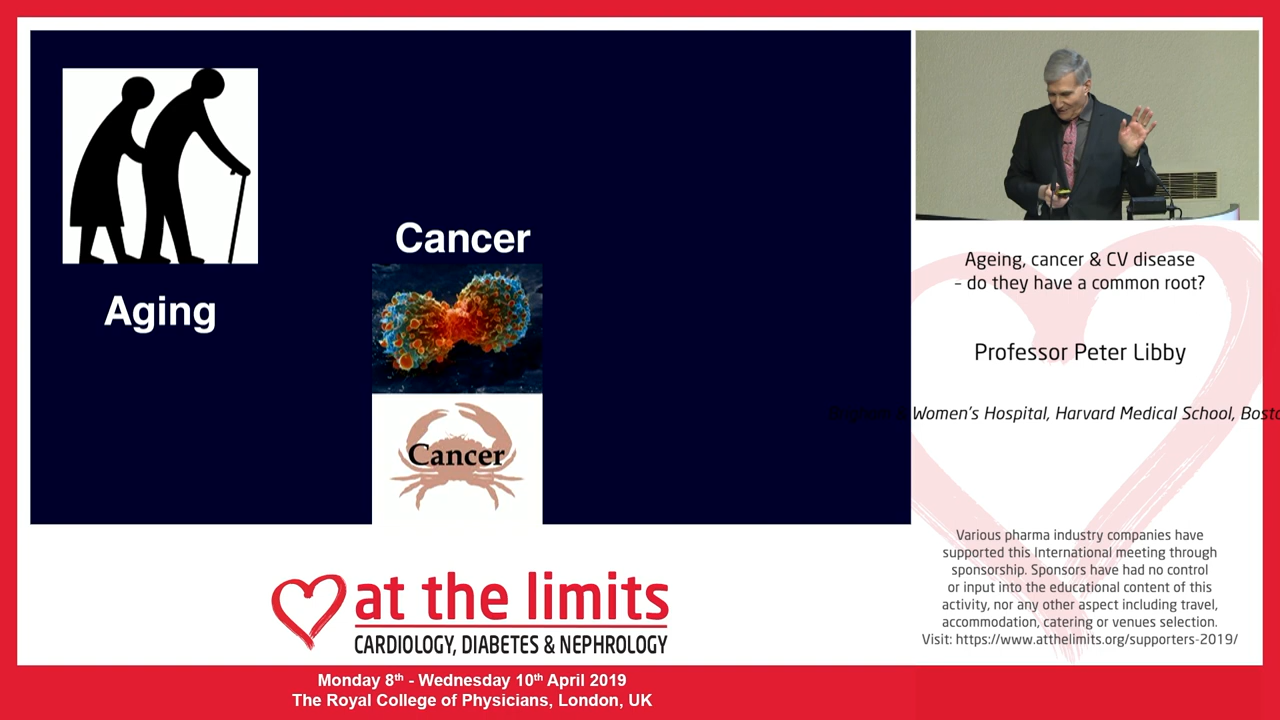 Aging
Cancer
Cancer
Ageing, cancer & CV disease
– do they have a common root?
Professor Peter Libby
Women's Hospital, Harvard Medical School,
Various pharma industry companies have
supported this International meeting through
sponsorship. Sponsors have had no control
or input into the educational content of this
activity, nor any other aspect including travel,
accommodation, catering or venues selection.
Visit: https://www.atthelimits.org/supporters-2019/
at the limits
CARDIOLOGY, DIABETES & NEPHROLOGY
Monday 8th - Wednesday 10th April 2019
The Royal College of Physicians, London, UK